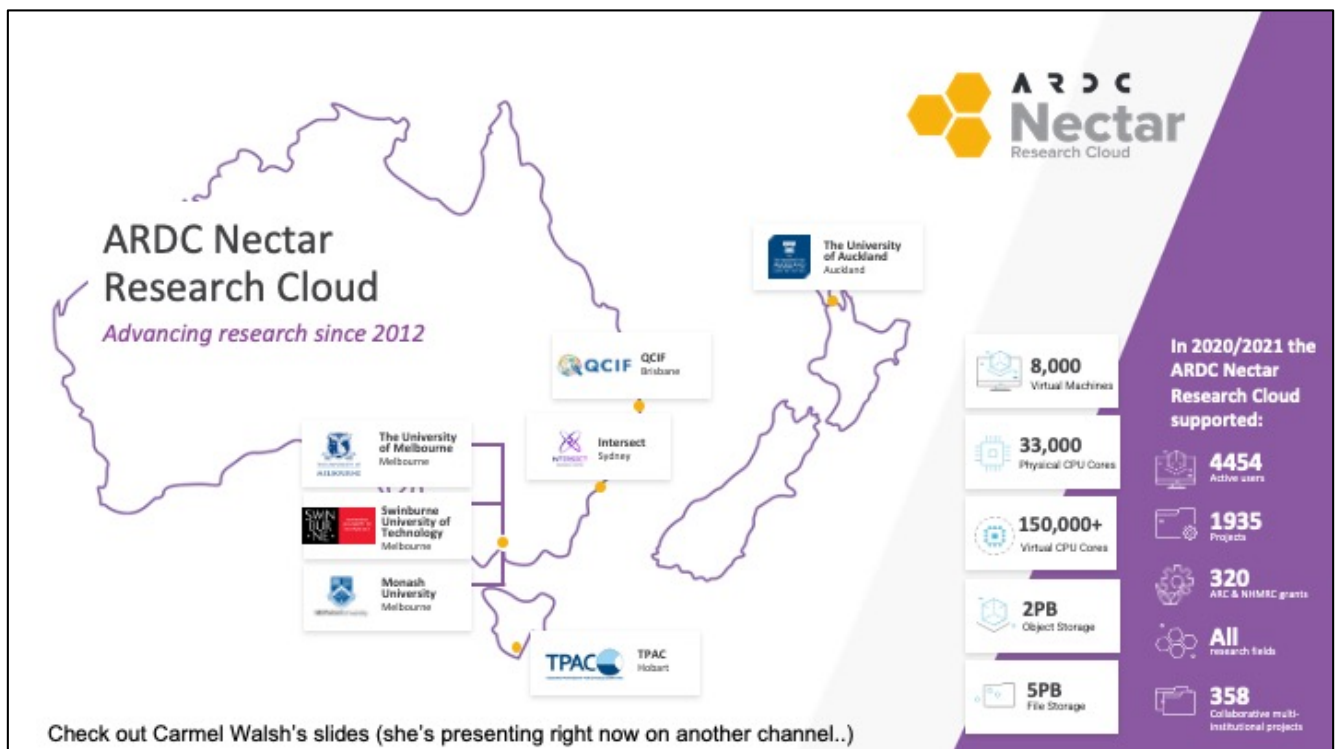 ARDC
Nectar
Research Cloud
ARDC Nectar
Research Cloud
Advancing research since 2012
The University
of Auckland
Auckland
QCIF
QCIF
Brisbane
INTERSECT
Intersect
Sydney
The University
of Melbourne
Melbourne
MELBOURNE
SWIN
BUR
NE
Swinburne
University of
Technology
Melbourne
Monash
University
Melbourne
TPAC
TPAC
Hobart
8,000
Virtual Machines
33,000
Physical CPU Cores
150,000+
Virtual CPU Cores
2PB
Object Storage
5PB
File Storage
In 2020/2021 the
ARDC Nectar
Research Cloud
supported:
4454
Active users
1935
Projects
320
ARC & NHMRC grants
All
research fields
358
Collaborative multi-
institutional projects
Check out Carmel Walsh's slides (she's presenting right now on another channel..)